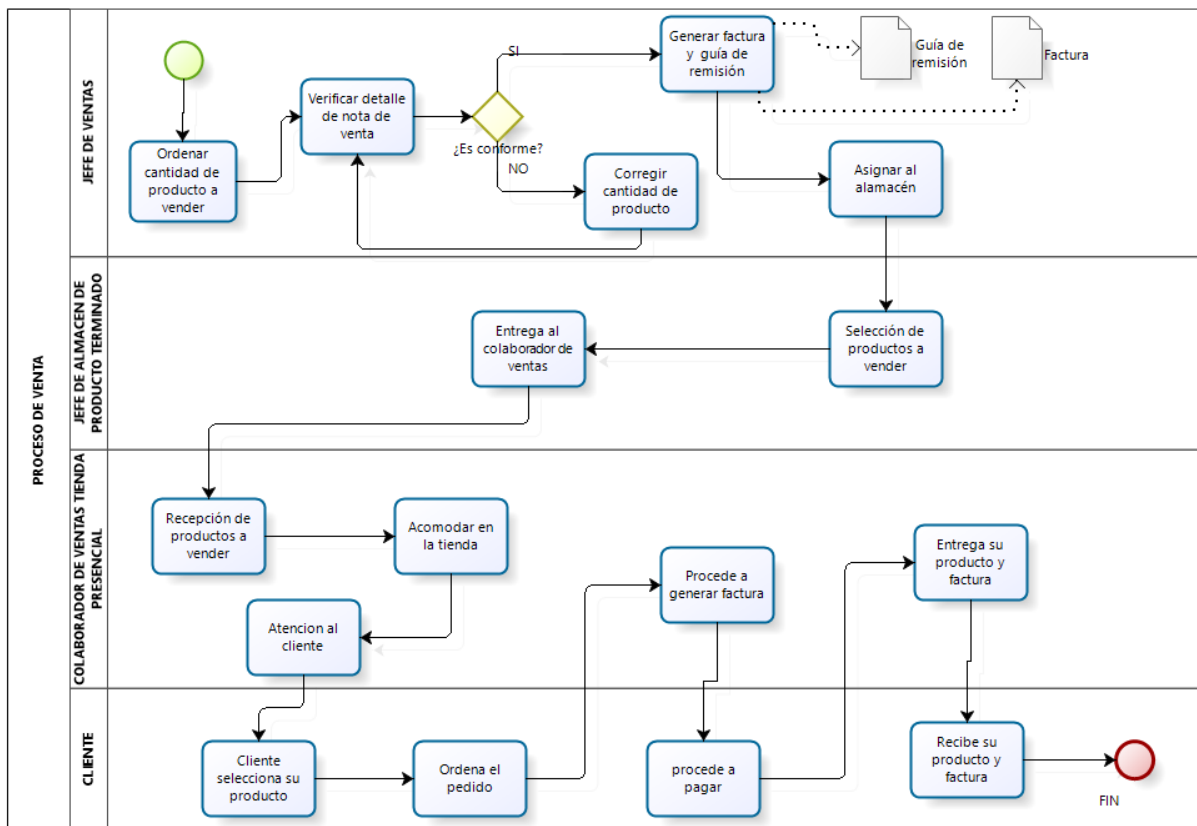 PROCESO DE VENTA
JEFE DE VENTAS
Ordenar
cantidad de
producto a
vender
Verificar detalle
de nota de
venta
¿Es conforme?
SI
NO
Generar factura
y guía de
remisión
Guía de
remisión
Factura
Corregir
cantidad de
producto
Asignar al
alamacén
JEFE DE ALMACEN DE
PRODUCTO TERMINADO
Selección de
productos a
vender
Entrega al
colaborador de
ventas
COLABORADOR DE VENTAS TIENDA
PRESENCIAL
Recepción de
productos a
vender
Acomodar en
la tienda
Atencion al
cliente
Procede a
generar factura
Entrega su
producto y
factura
CLIENTE
Cliente
selecciona su
producto
Ordena el
pedido
procede a
pagar
Recibe su
producto y
factura
FIN